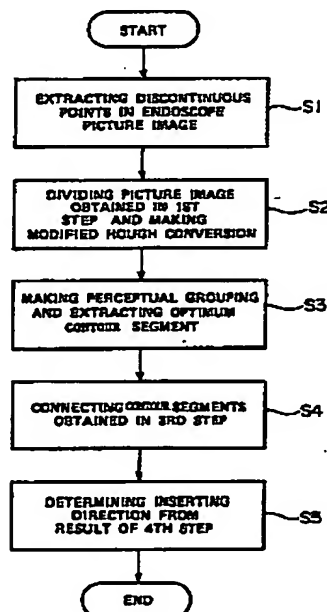 START
EXTRACTING DISCONTINUOUS
POINTS IN ENDOSCOPE
PICTURE IMAGE
S1
DIVIDING PICTURE IMAGE
OBTAINED IN 1ST
STEP AND MAKING
MODIFIED HOUGH CONVERSION
S2
MAKING PERCEPTUAL GROUPING
AND EXTRACTING OPTIMUM
CONTOUR SEGMENT
S3
CONNECTING CONTOUR SEGMENTS
OBTAINED IN 3RD STEP
S4
DETERMINING INSERTING
DIRECTION FROM
RESULT OF 4TH STEP
S5
END